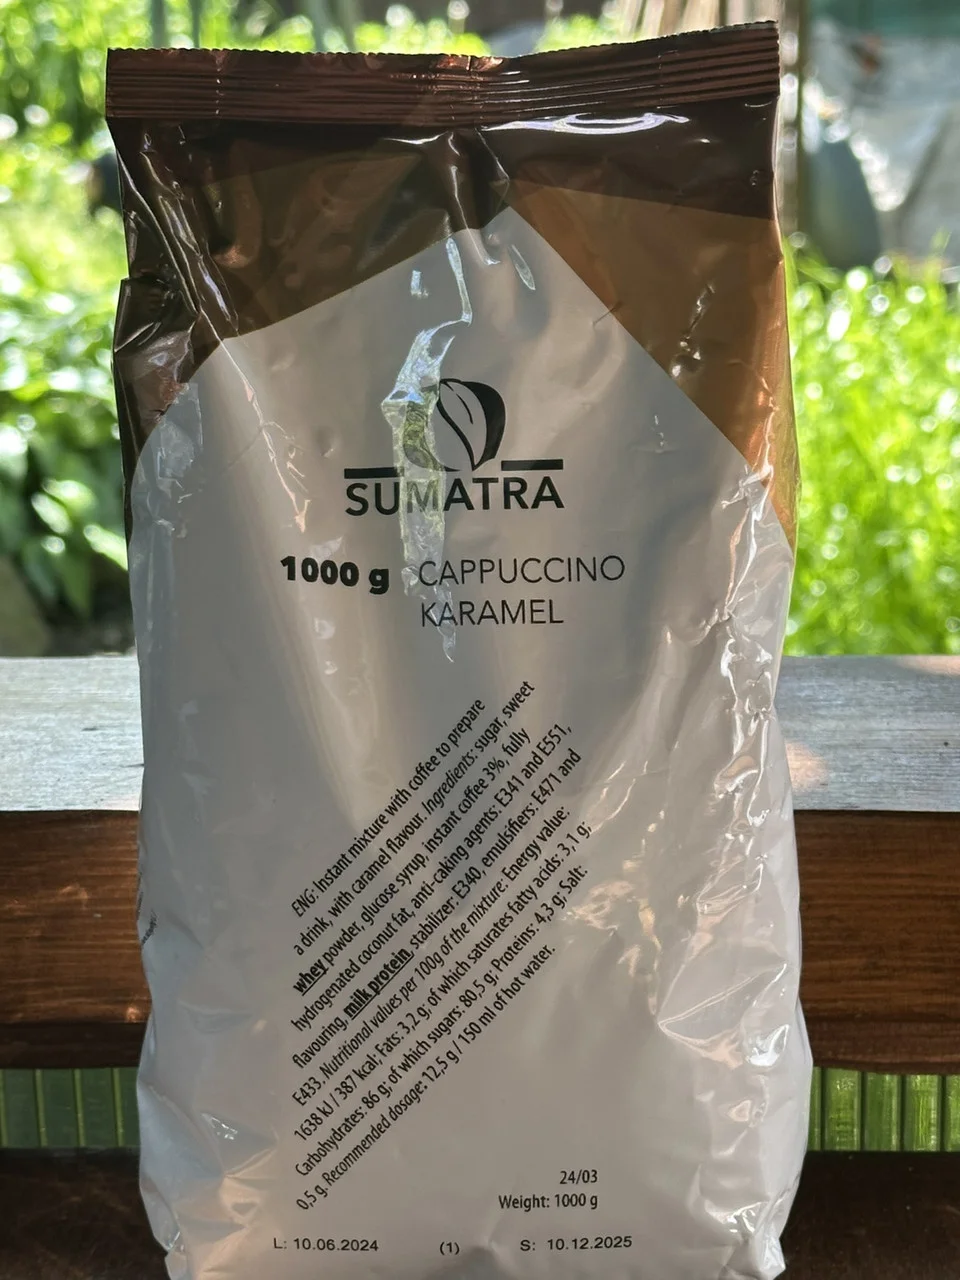 SUMATRA
1000 g CAPPUCCINO
KARAMEL
ENG: Instant mixture with coffee to prepare
a drink, with caramel flavour. Ingredients: sugar, sweet
whey powder, glucose syrup, instant coffee 3%, fully
hydrogenated coconut fat, anti-caking agents: E341 and E551,
flavouring, milk protein, stabilizer: E340, emulsifiers: E471 and
E433. Nutritional values per 100g of the mixture: Energy value:
1638 kJ / 387 kcal; Fats: 3,2 g; of which saturates fatty acids: 3,1 g;
Carbohydrates: 86 g; of which sugars: 80,5 g; Proteins: 4,3 g; Salt:
0,5 g. Recommended dosage: 12,5 g / 150 ml of hot water.
24/03
Weight: 1000 g
L: 10.06.2024 (1) S: 10.12.2025